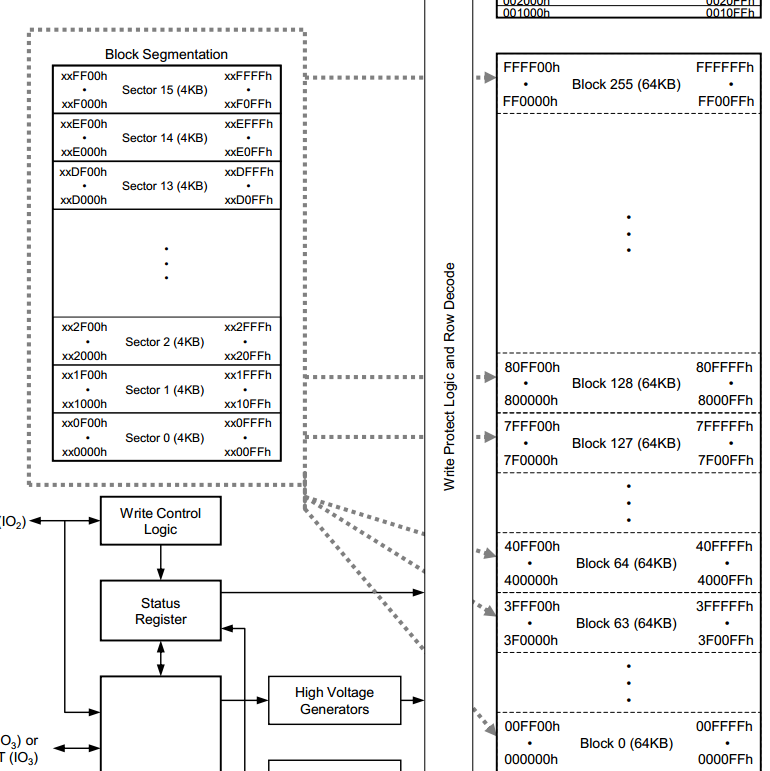 002000h 0020FFh
001000h 0010FFh
Block Segmentation
xxFF00h xxFFFFh
• Sector 15 (4KB) •
xxF000h xxF0FFh
xxEF00h xxEFFFh
• Sector 14 (4KB) •
xxE000h xxE0FFh
xxDF00h xxDFFFh
• Sector 13 (4KB) •
xxD000h xxD0FFh
xx2F00h xx2FFFh
• Sector 2 (4KB) •
xx2000h xx20FFh
xx1F00h xx1FFFh
• Sector 1 (4KB) •
xx1000h xx10FFh
xx0F00h xx0FFFh
• Sector 0 (4KB) •
xx0000h xx00FFh
Write Protect Logic and Row Decode
FFFF00h FFFFFFh
• Block 255 (64KB) •
FF0000h FF00FFh
80FF00h 80FFFFh
• Block 128 (64KB) •
800000h 8000FFh
7FFF00h 7FFFFFh
• Block 127 (64KB) •
7F0000h 7F00FFh
40FF00h 40FFFFh
• Block 64 (64KB) •
400000h 4000FFh
3FFF00h 3FFFFFh
• Block 63 (64KB) •
3F0000h 3F00FFh
00FF00h 00FFFFh
• Block 0 (64KB) •
000000h 0000FFh
(IO2)
Write Control
Logic
Status
Register
High Voltage
Generators
O3) or
T (IO3)